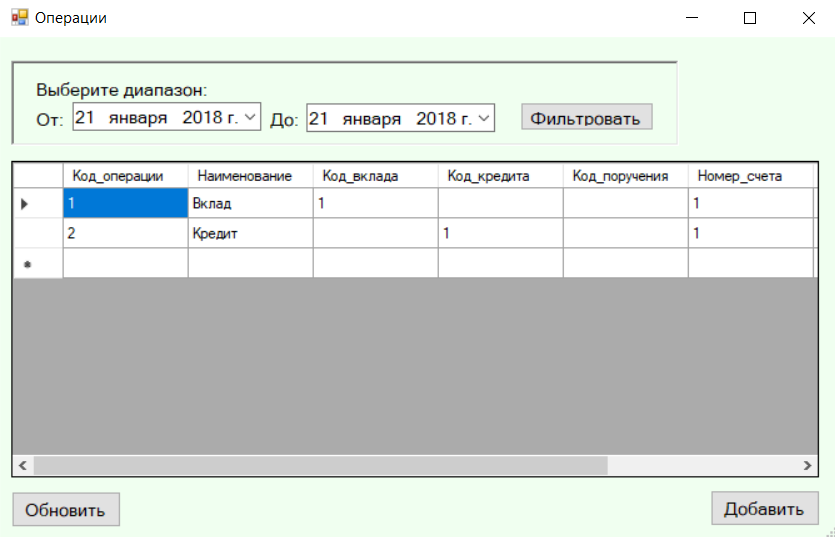 Операции
Выберите диапазон:
От: 21 января 2018 г. До: 21 января 2018 г. Фильтровать
Код_операции Наименование Код_вклада Код_кредита Код_поручения Номер_счета
1 Вклад 1 1
2 Кредит 1 1
Обновить Добавить